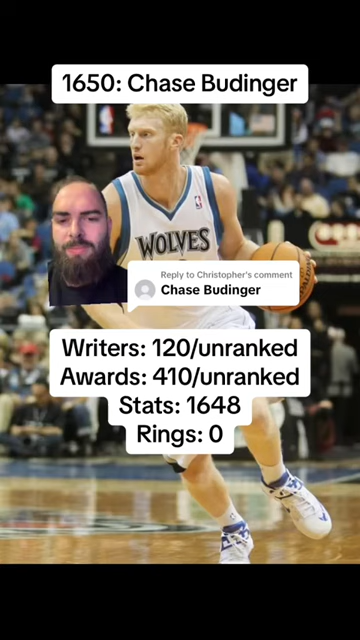 1650: Chase Budinger
WOLVES
Reply to Christopher's comment
Chase Budinger
Writers: 120/unranked
Awards: 410/unranked
Stats: 1648
Rings: 0